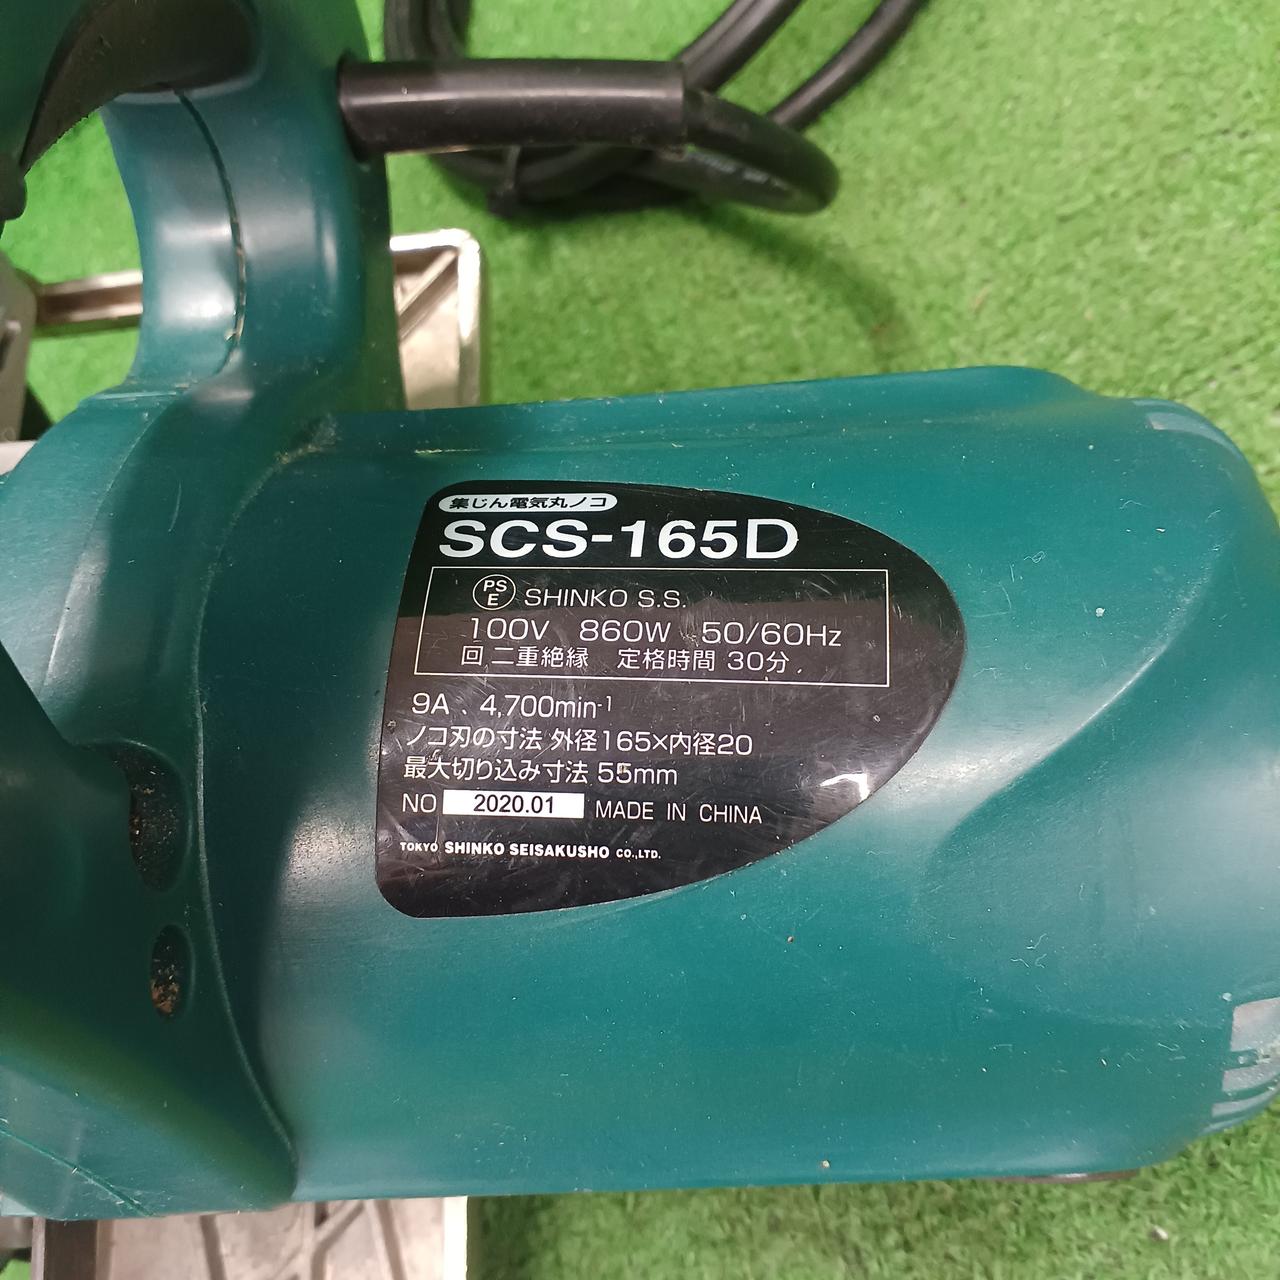 集じん電気丸ノコ
SCS-165D
PS E SHINKO S.S.
100V 860W 50/60Hz
回 二重絶縁 定格時間 30分
9A 、 4,700min-1
ノコ刃の寸法 外径165×内径20
最大切り込み寸法 55mm
NO 2020.01 MADE IN CHINA
TOKYO SHINKO SEISAKUSHO CO.,LTD.